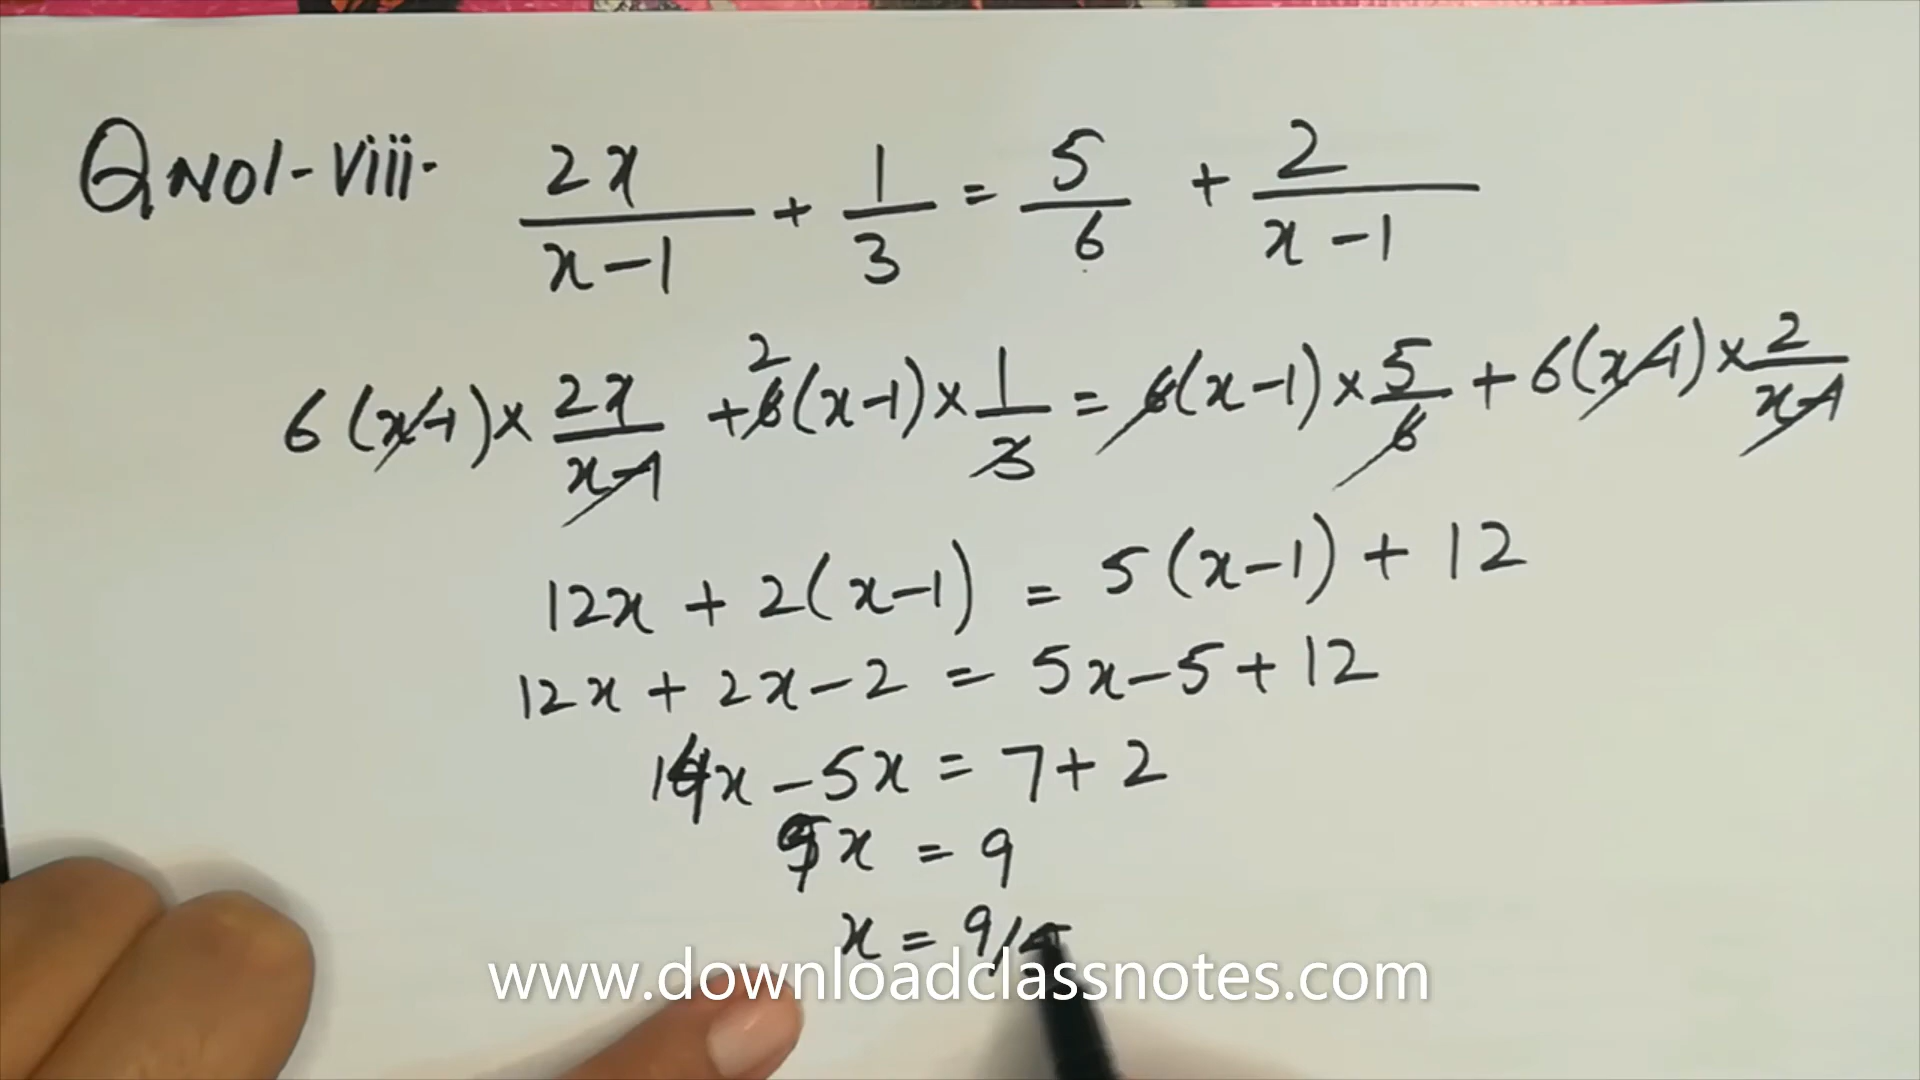 QNO1-Viii- 2x/x-1 + 1/3 = 5/6 + 2/x-1
6(x-1)× 2x/x-1 + 2 6(x-1)× 1/3 = 6(x-1)× 5/6 + 6(x-1)× 2/x-1
12x + 2(x-1) = 5(x-1) + 12
12x + 2x-2 = 5x-5+12
14x - 5x = 7+2
9x = 9
x = 9/
www.downloadclassnotes.com